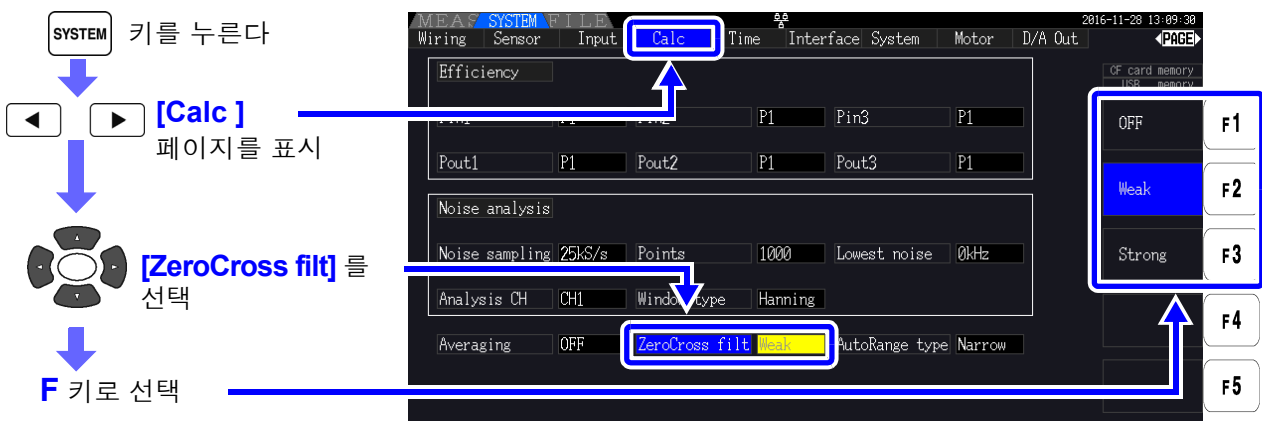 SYSTEM 키를 누른다
[Calc ]
페이지를 표시
[ZeroCross filt] 를
선택
F 키로 선택
MEAS SYSTEM FILE 2016-11-28 13:09:30
Wiring Sensor Input Calc Time Interface System Motor D/A Out PAGE
CF card memory
USB memory
Efficiency
P1 Pin3 P1
Pout1 P1 Pout2 P1 Pout3 P1
Noise analysis
Noise sampling 25kS/s Points 1000 Lowest noise 0kHz
Analysis CH CH1 Window type Hanning
Averaging OFF ZeroCross filt Weak AutoRange type Narrow
OFF F1
Weak F2
Strong F3
F4
F5